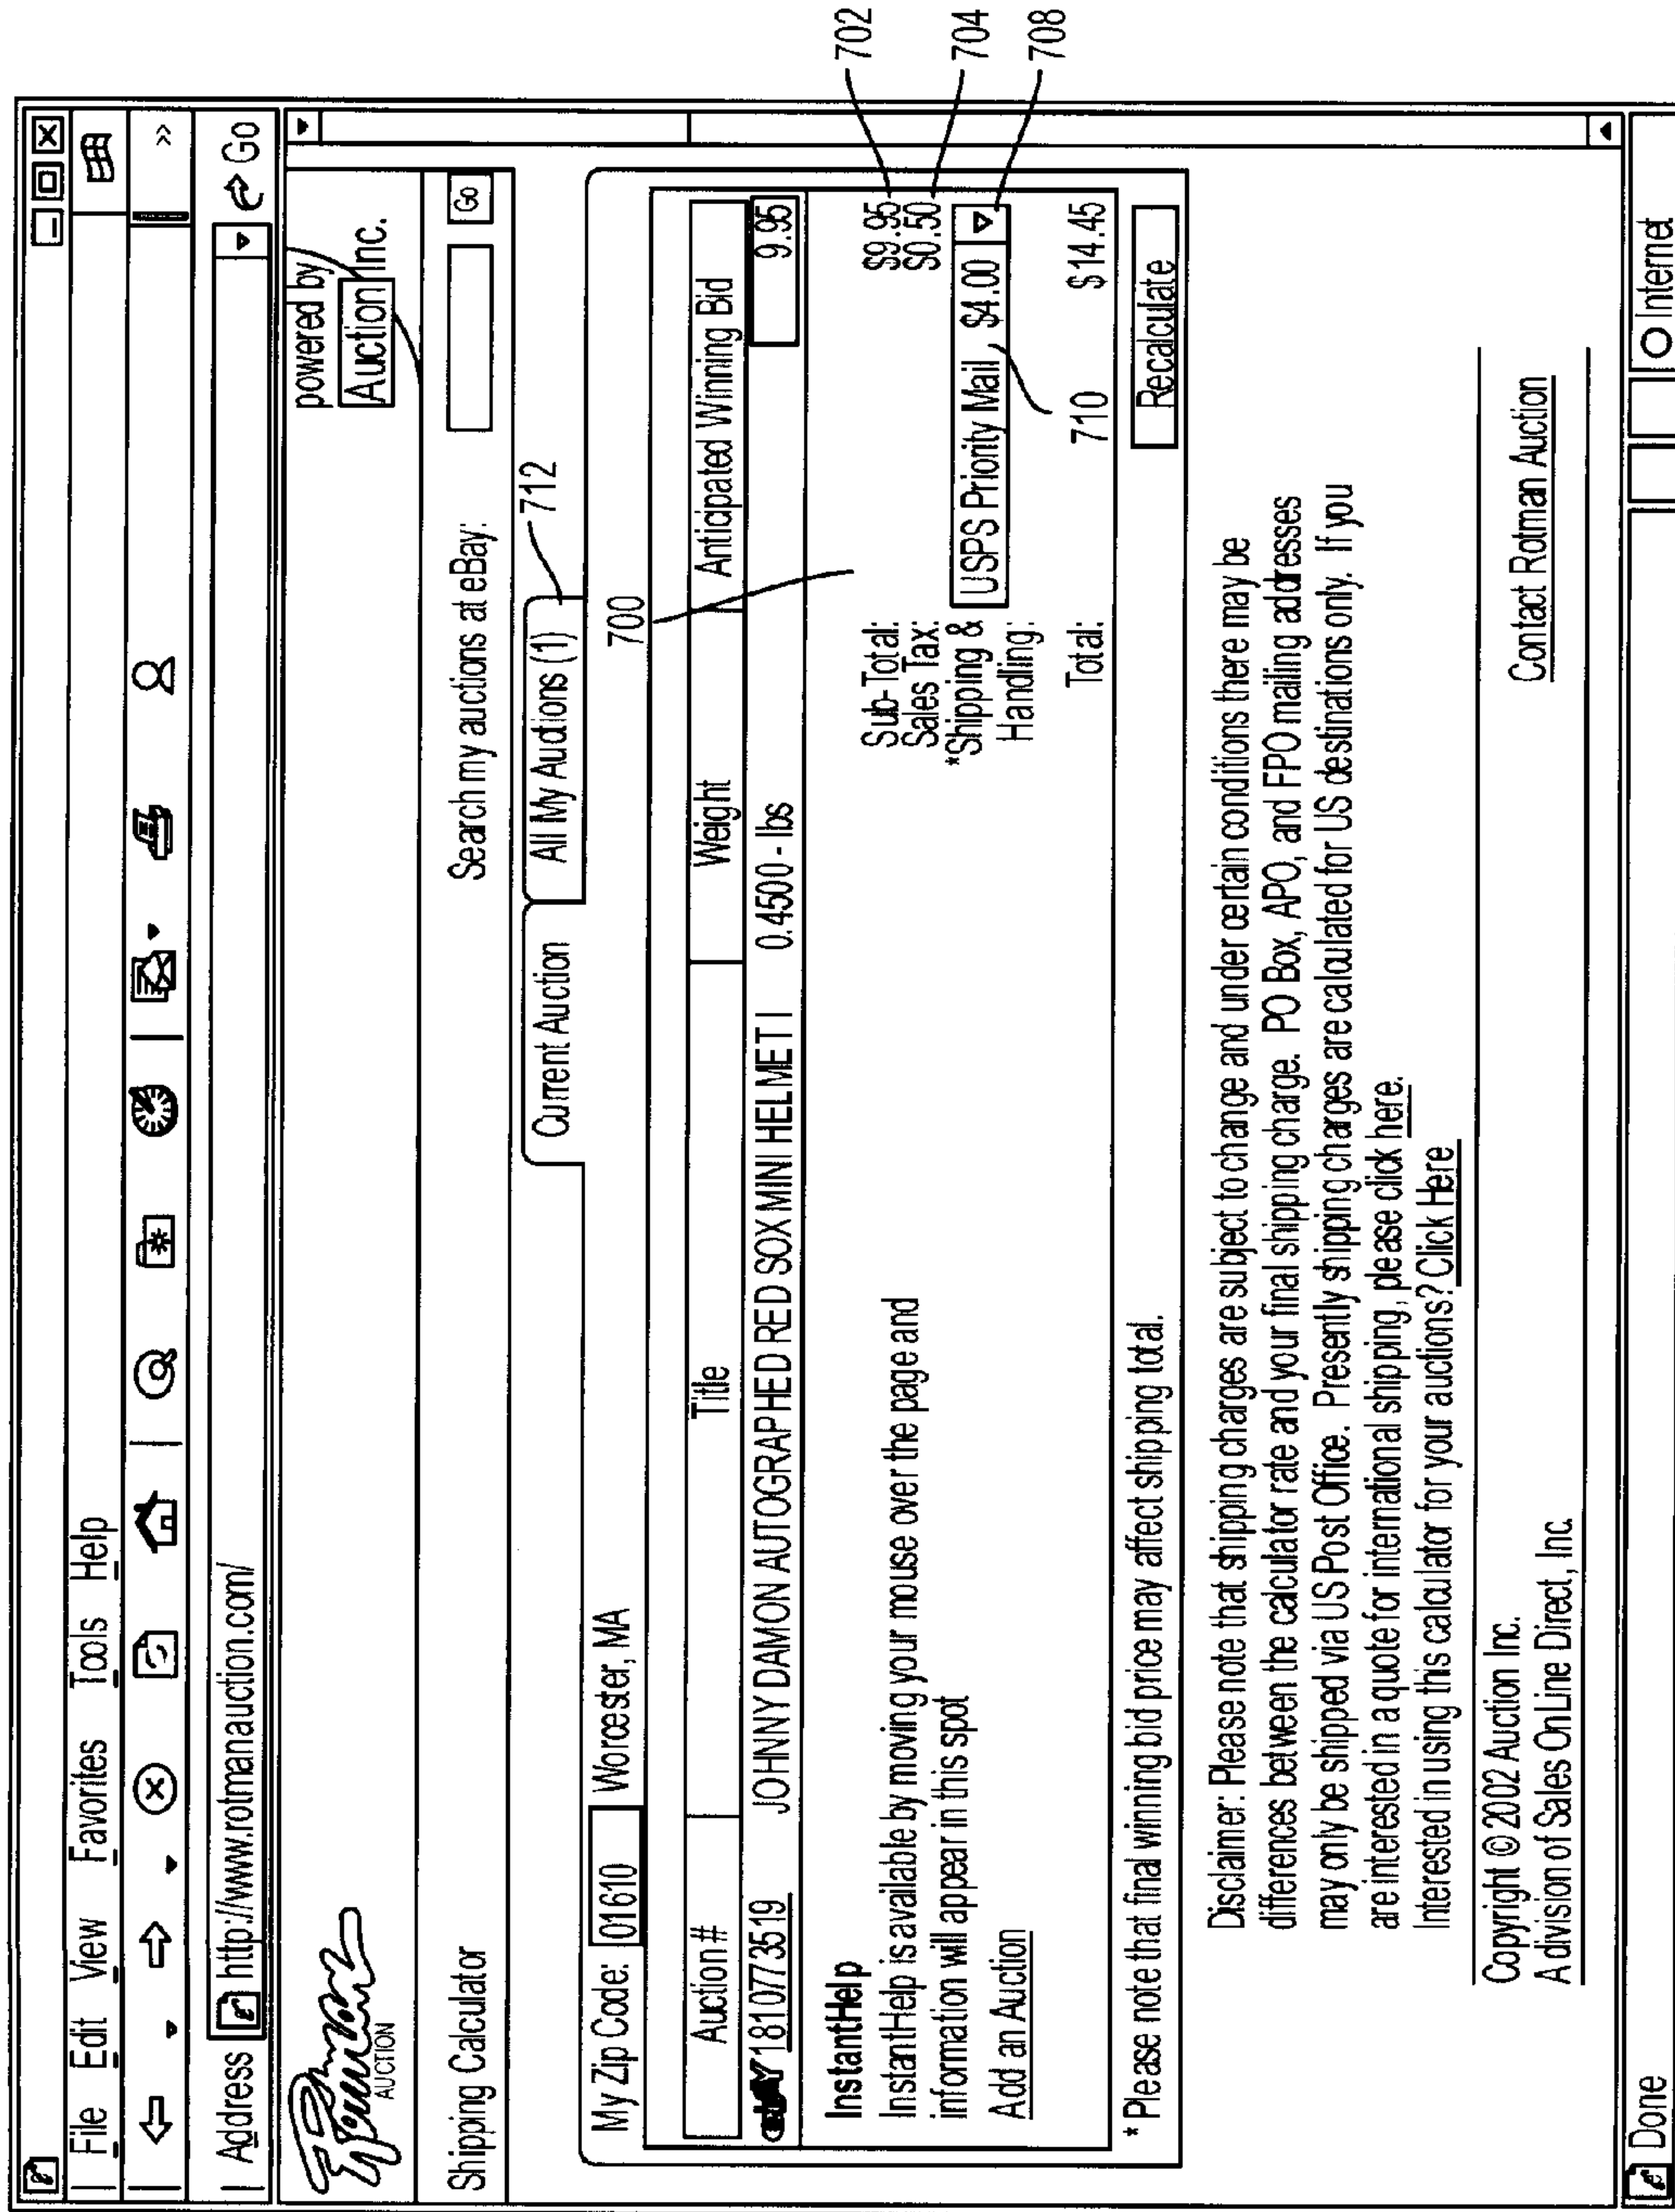 File Edit View Favorites Tools Help
Address http://www.rotmanauction.com/ Go
Rotman
AUCTION
powered by
Auction Inc.
Shipping Calculator
Search my auctions at eBay: Go
Current Auction All My Auctions (1) 712
My Zip Code: 01610 Worcester, MA
700
Auction# Title Weight Anticipated Winning Bid
ebY 1810773519 JOHNNY DAMON AUTOGRAPHED RED SOX MINI HELMET I 0.4500 - lbs 9.95
InstantHelp
InstantHelp is available by moving your mouse over the page and
information will appear in this spot
Add an Auction
Sub-Total: $9.95 702
Sales Tax: $0.50 704
*Shipping & USPS Priority Mail , $4.00 708
Handling:
710
Total: $14.45
* Please note that final winning bid price may affect shipping total.
Recalculate
Disclaimer: Please note that shipping charges are subject to change and under certain conditions there may be
differences between the calculator rate and your final shipping charge. PO Box, APO, and FPO mailing addresses
may only be shipped via US Post Office. Presently shipping charges are calculated for US destinations only. If you
are interested in a quote for international shipping, please click here.
Interested in using this calculator for your auctions? Click Here
Copyright © 2002 Auction Inc.
A division of Sales OnLine Direct, Inc.
Contact Rotman Auction
Done
Internet